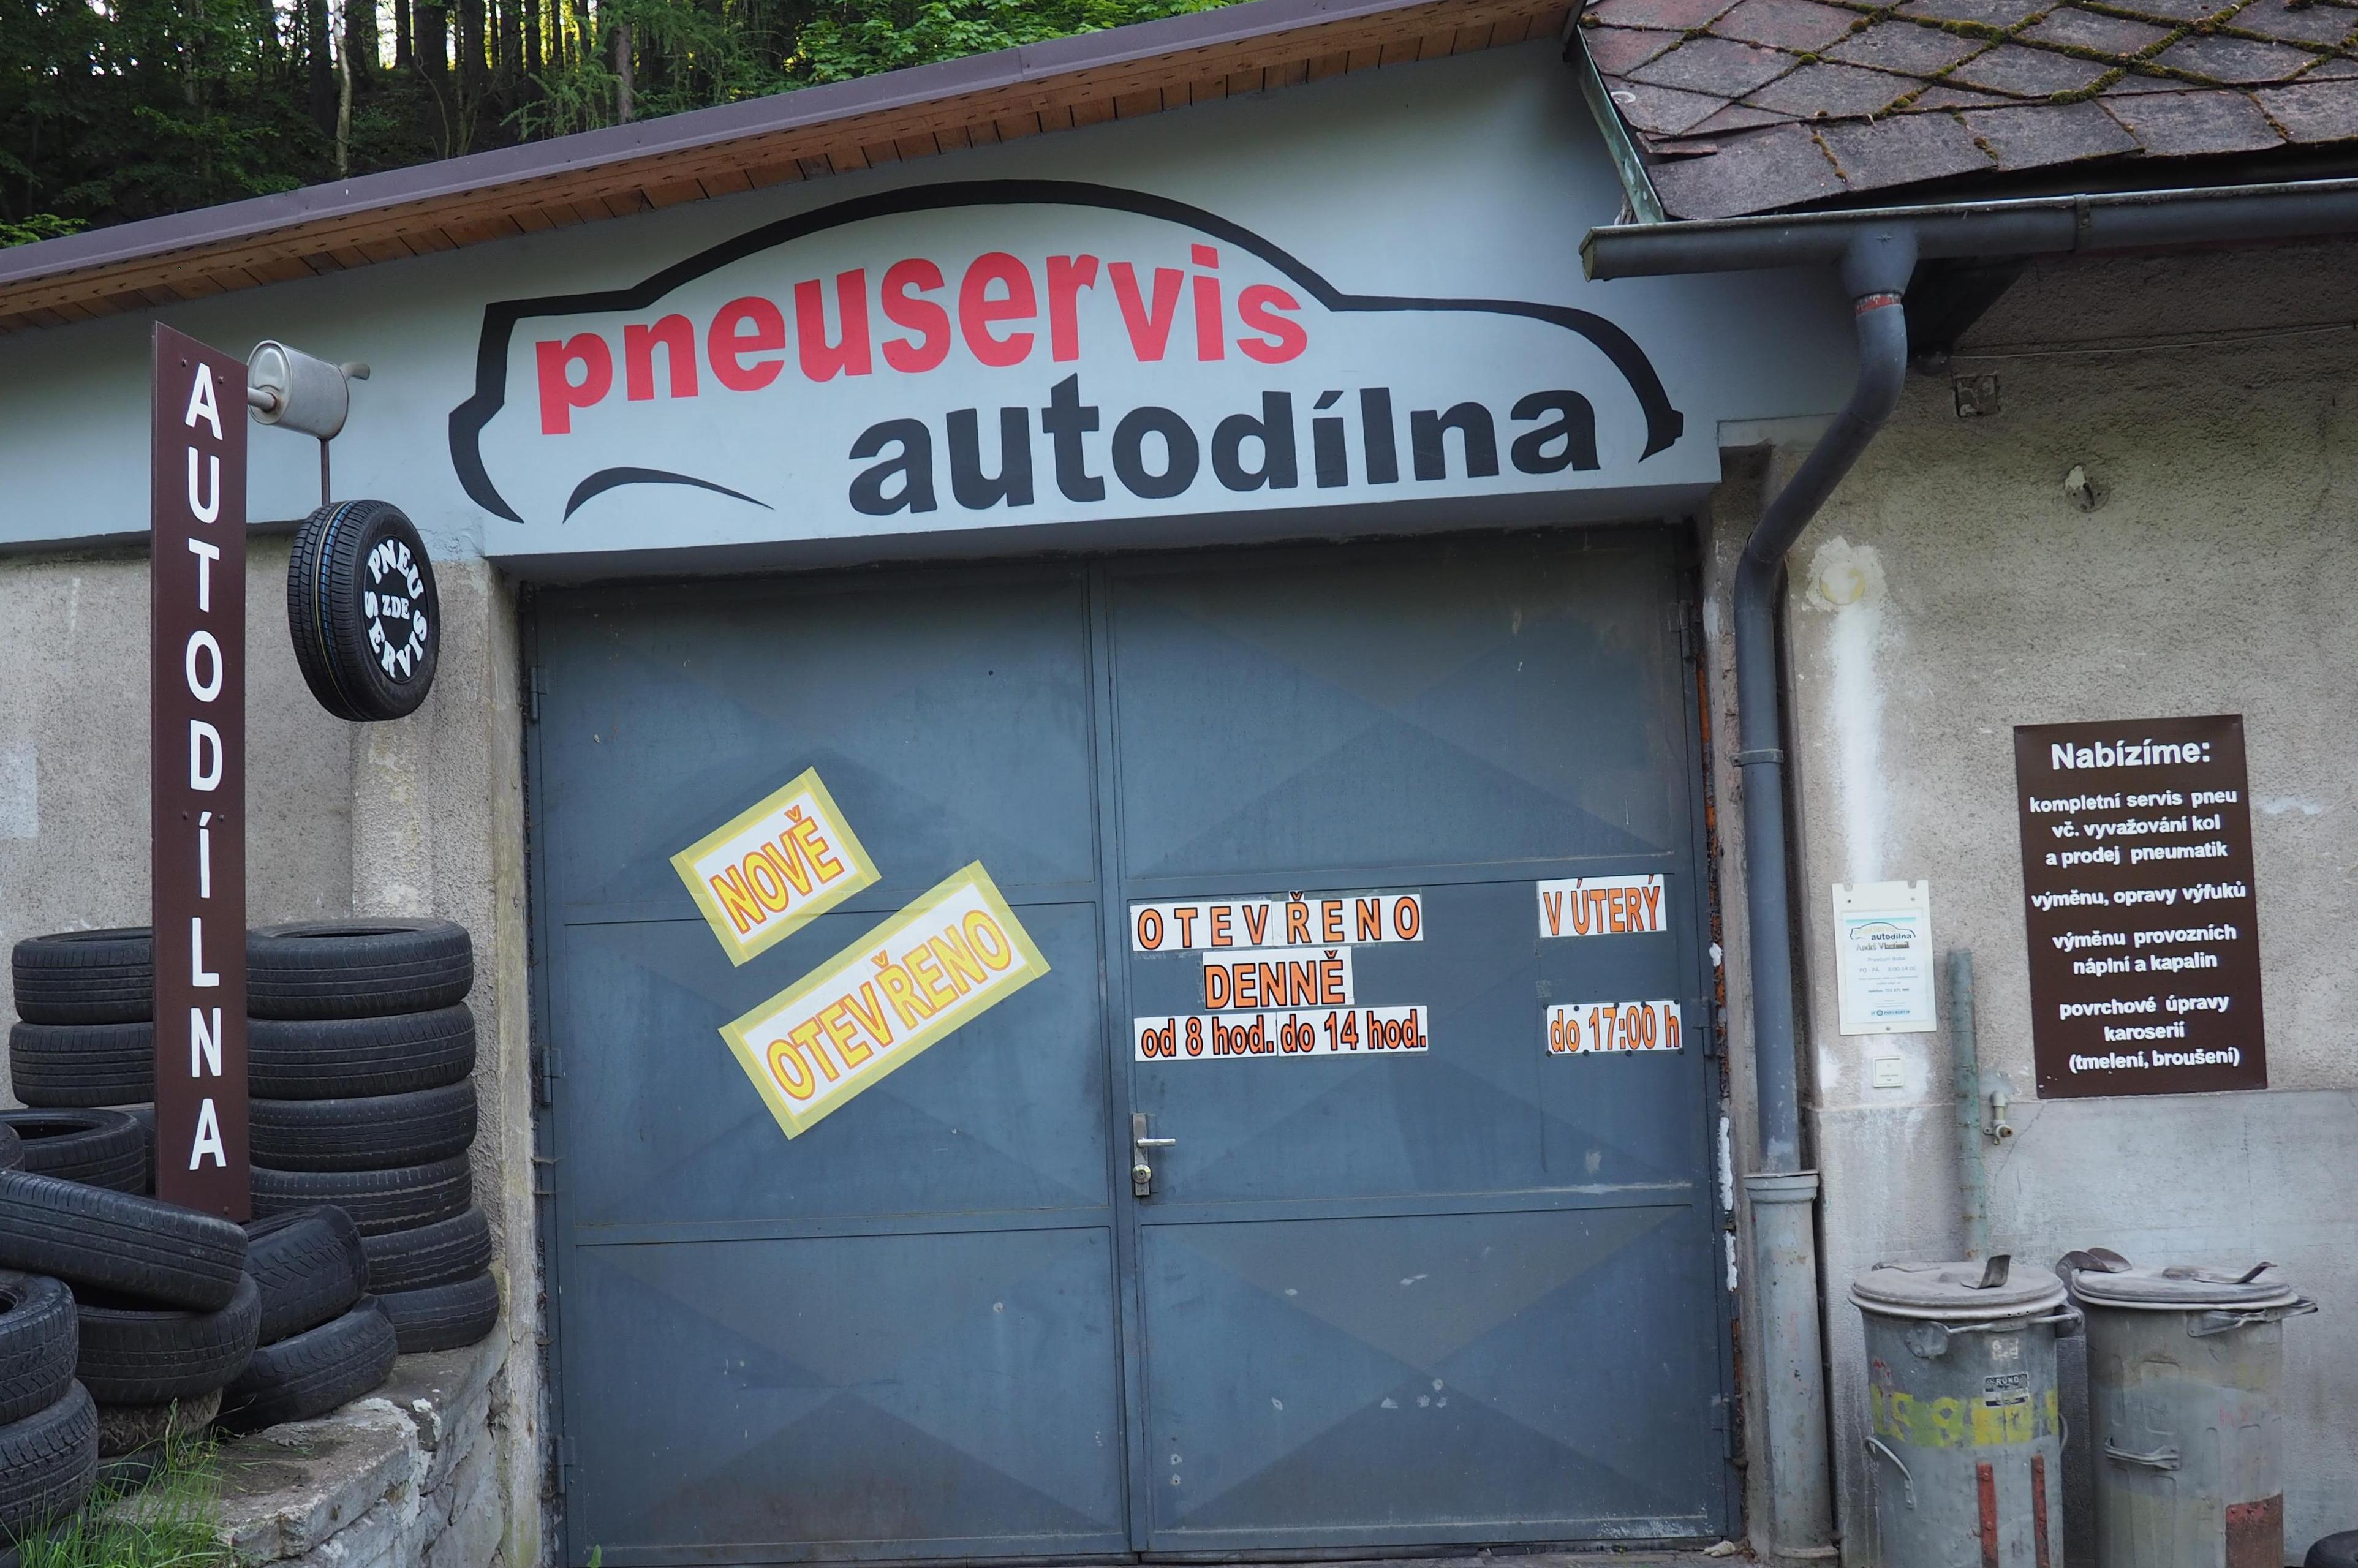 pneuservis
autodílna
AUTODÍLNA
PNEU
ZDE
SERVIS
NOVĚ
OTEVŘENO
OTEVŘENO
DENNĚ
od 8 hod. do 14 hod.
V ÚTERÝ
do 17:00 h
autodílna
Nabízíme:
kompletní servis pneu
vč. vyvažování kol
a prodej pneumatik
výměnu, opravy výfuků
výměnu provozních
náplní a kapalin
povrchové úpravy
karoserií
(tmelení, broušení)